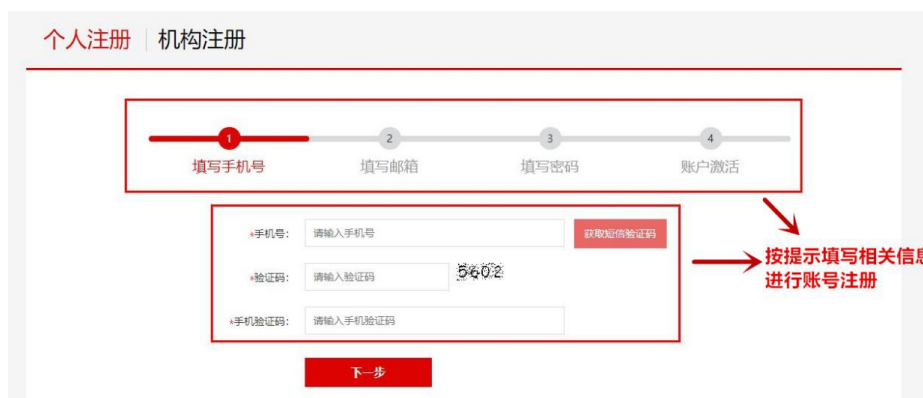 个人注册 机构注册
1 2 3 4
填写手机号 填写邮箱 填写密码 账户激活
*手机号： 请输入手机号 获取短信验证码
*验证码： 请输入验证码 5602
*手机验证码： 请输入手机验证码
下一步
按提示填写相关信息
进行账号注册